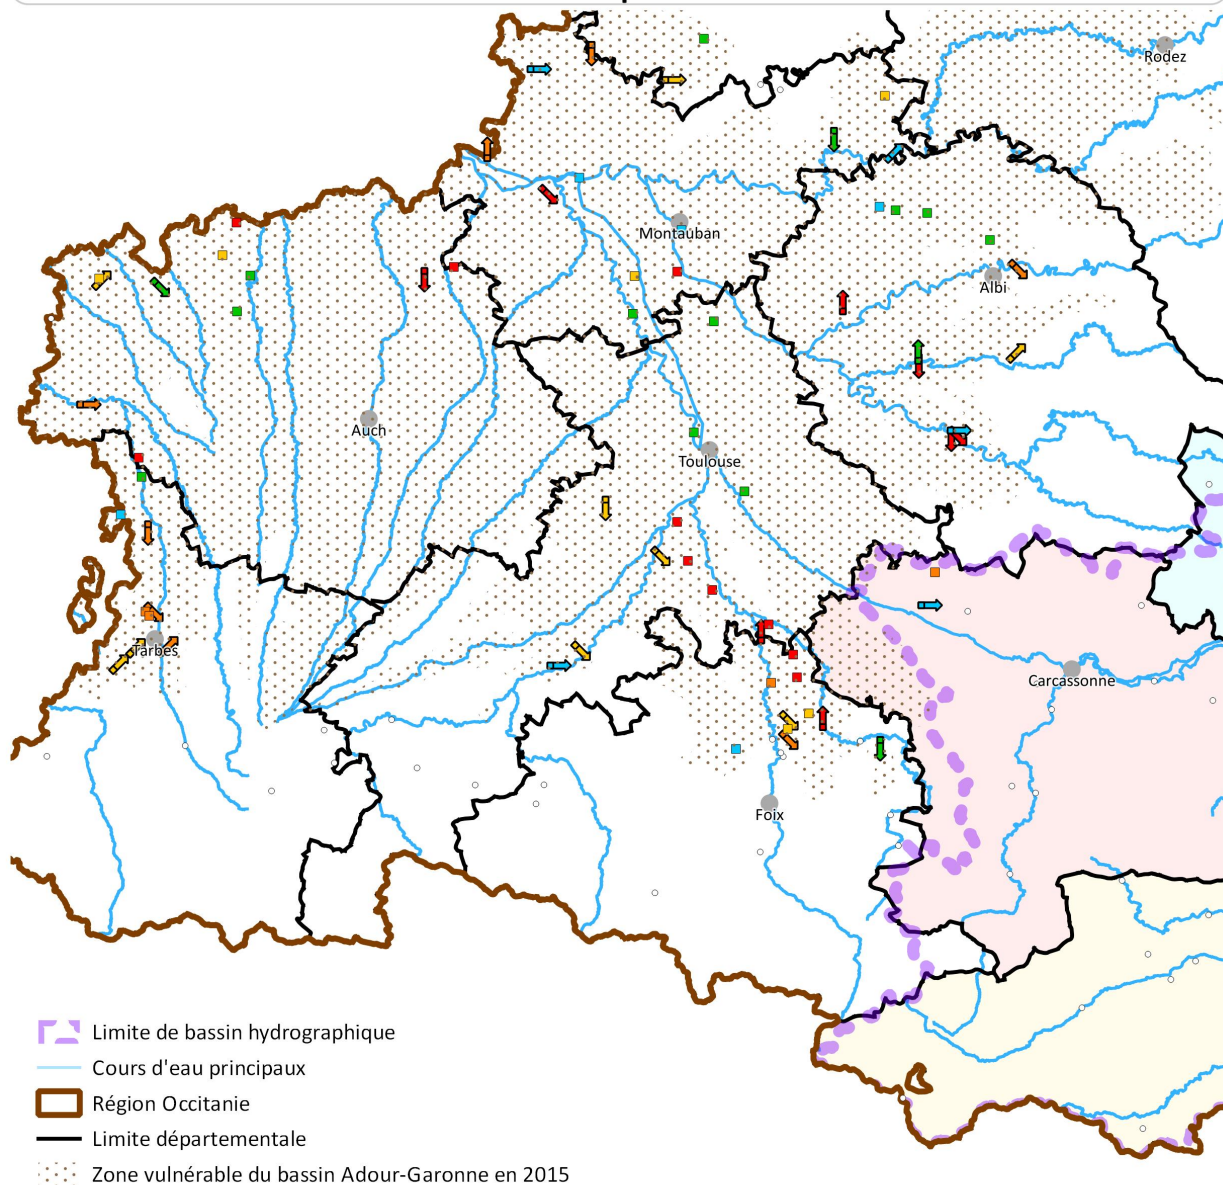 Rodez
Montauban
Albi
Auch
Toulouse
Tarbes
Carcassonne
Foix
Limite de bassin hydrographique
Cours d'eau principaux
Région Occitanie
Limite départementale
Zone vulnérable du bassin Adour-Garonne en 2015